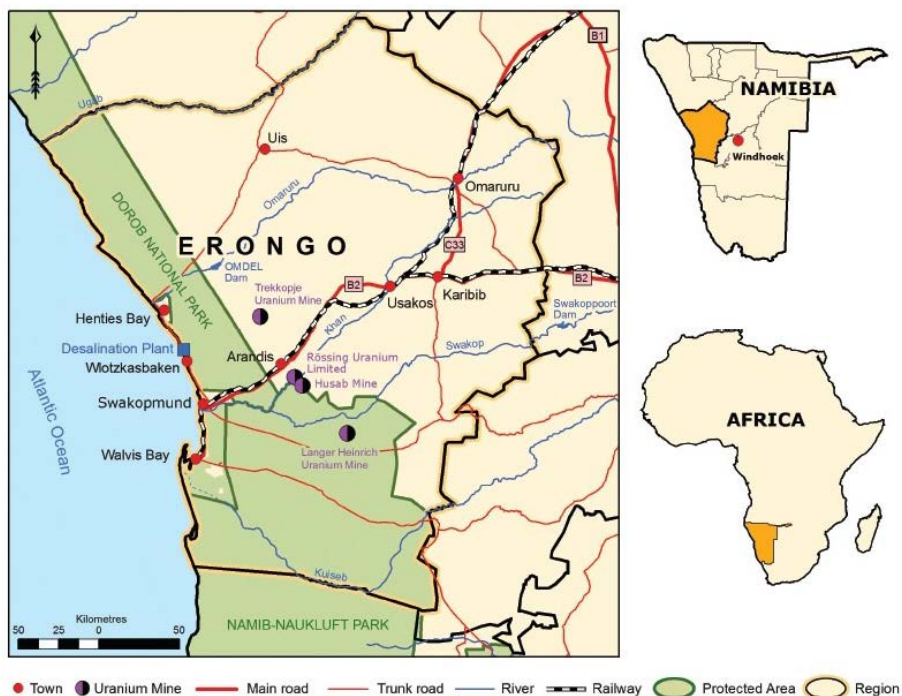 B1
Ugab
Uis
Omaruru
Omaruru
DOROB NATIONAL PARK
ERONGO
C33
OMDEL
Dam
B2
Karibib
B2
Usakos
Trekkopje
Uranium Mine
Khan
Swakoppoort
Dam
Henties Bay
Desalination Plant
Arandis
Swakop
Wlotzkasbaken
Rössing Uranium
Limited
Husab Mine
Swakopmund
Atlantic Ocean
Walvis Bay
Langer Heinrich
Uranium Mine
Kuiseb
Kilometres
50 25 0 50
NAMIB-NAUKLUFT PARK
NAMIBIA
Windhoek
AFRICA
Town
Uranium Mine
Main road
Trunk road
River
Railway
Protected Area
Region